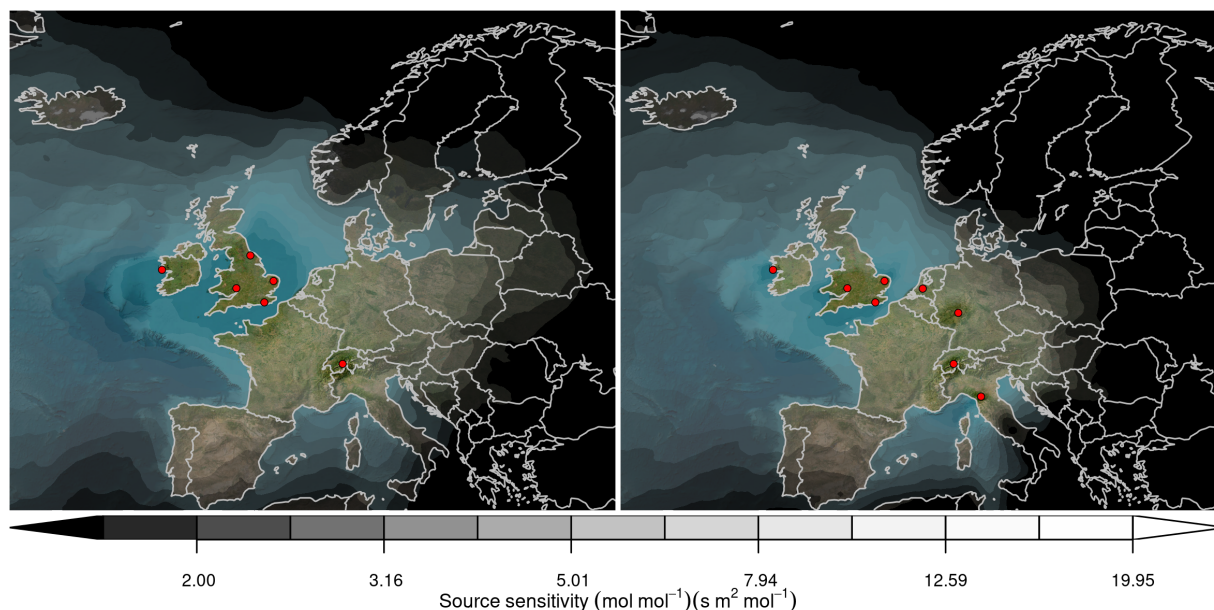 2.00 3.16 5.01 7.94 12.59 19.95
Source sensitivity (mol mol⁻¹)(s m² mol⁻¹)